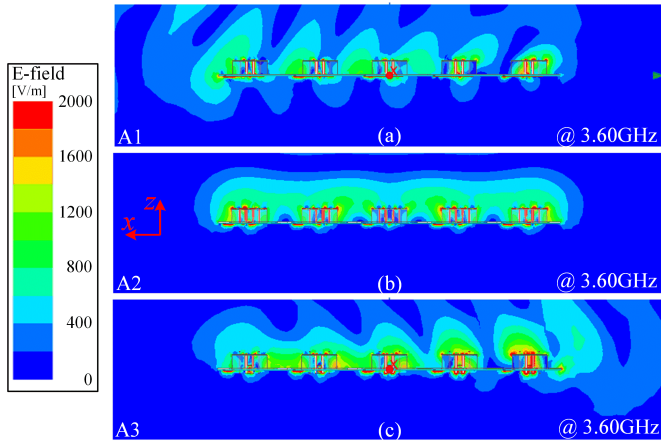 E-field
[V/m]
2000
1600
1200
800
400
0
A1
(a)
@ 3.60GHz
z
x
A2
(b)
@ 3.60GHz
A3
(c)
@ 3.60GHz